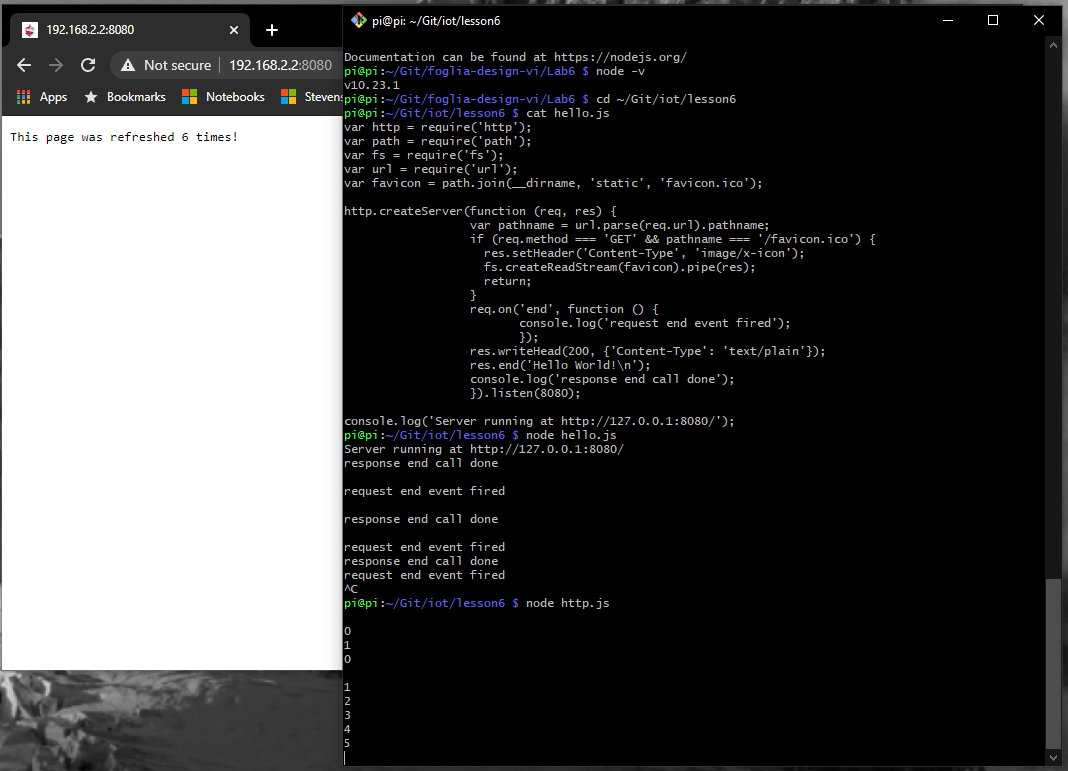 192.168.2.2:8080
Not secure | 192.168.2.2:8080
Apps Bookmarks Notebooks Stevens
This page was refreshed 6 times!
pi@pi: ~/Git/iot/lesson6
Documentation can be found at https://nodejs.org/
pi@pi:~/Git/foglia-design-vi/Lab6 $ node -v
v10.23.1
pi@pi:~/Git/foglia-design-vi/Lab6 $ cd ~/Git/iot/lesson6
pi@pi:~/Git/iot/lesson6 $ cat hello.js
var http = require('http');
var path = require('path');
var fs = require('fs');
var url = require('url');
var favicon = path.join(__dirname, 'static', 'favicon.ico');
http.createServer(function (req, res) {
var pathname = url.parse(req.url).pathname;
if (req.method === 'GET' && pathname === '/favicon.ico') {
res.setHeader('Content-Type', 'image/x-icon');
fs.createReadStream(favicon).pipe(res);
return;
}
req.on('end', function () {
console.log('request end event fired');
});
res.writeHead(200, {'Content-Type': 'text/plain'});
res.end('Hello World!\n');
console.log('response end call done');
}).listen(8080);
console.log('Server running at http://127.0.0.1:8080/');
pi@pi:~/Git/iot/lesson6 $ node hello.js
Server running at http://127.0.0.1:8080/
response end call done
request end event fired
response end call done
request end event fired
response end call done
request end event fired
^C
pi@pi:~/Git/iot/lesson6 $ node http.js
0
1
0
1
2
3
4
5